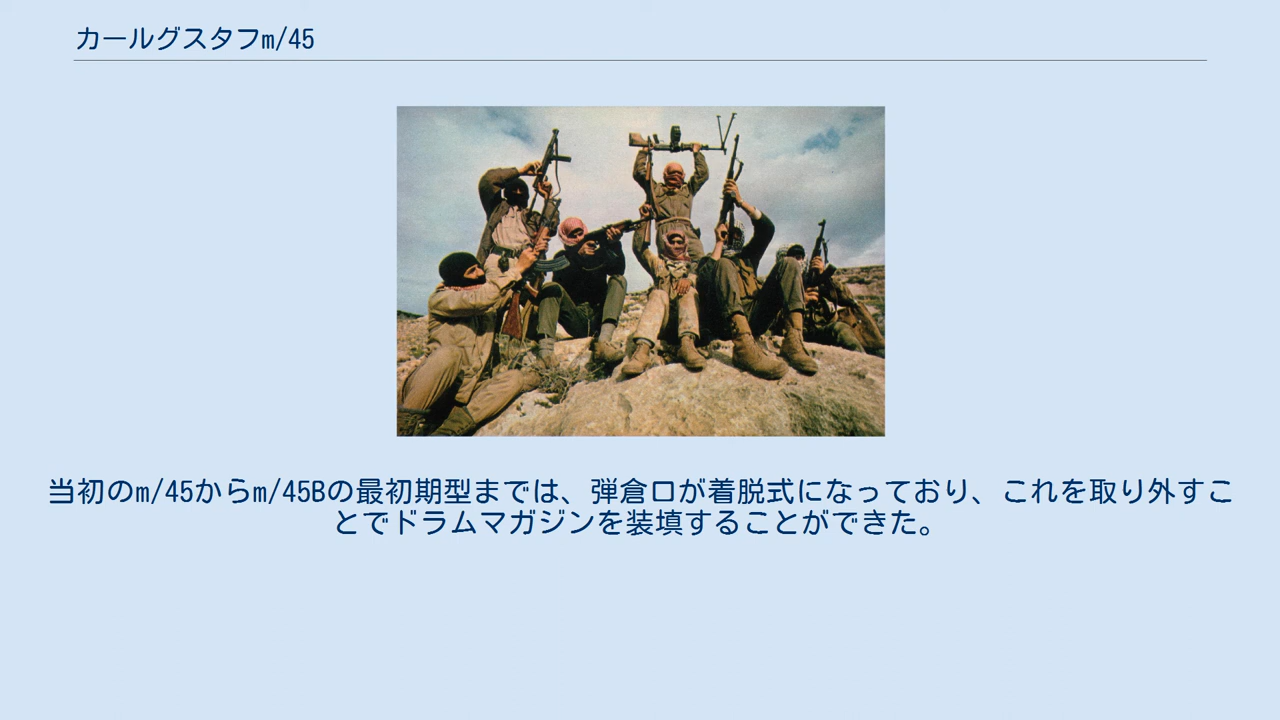 カールグスタフm/45
当初のm/45からm/45Bの最初期型までは、弾倉口が着脱式になっており、これを取り外すこ
とでドラムマガジンを装填することができた。